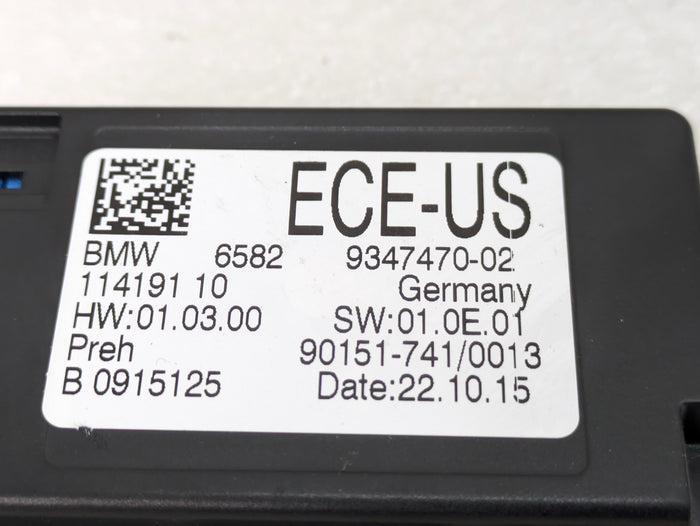 ECE-US
BMW 6582 9347470-02
114191 10 Germany
HW:01.03.00 SW:01.0E.01
Preh 90151-741/0013
B 0915125 Date:22.10.15